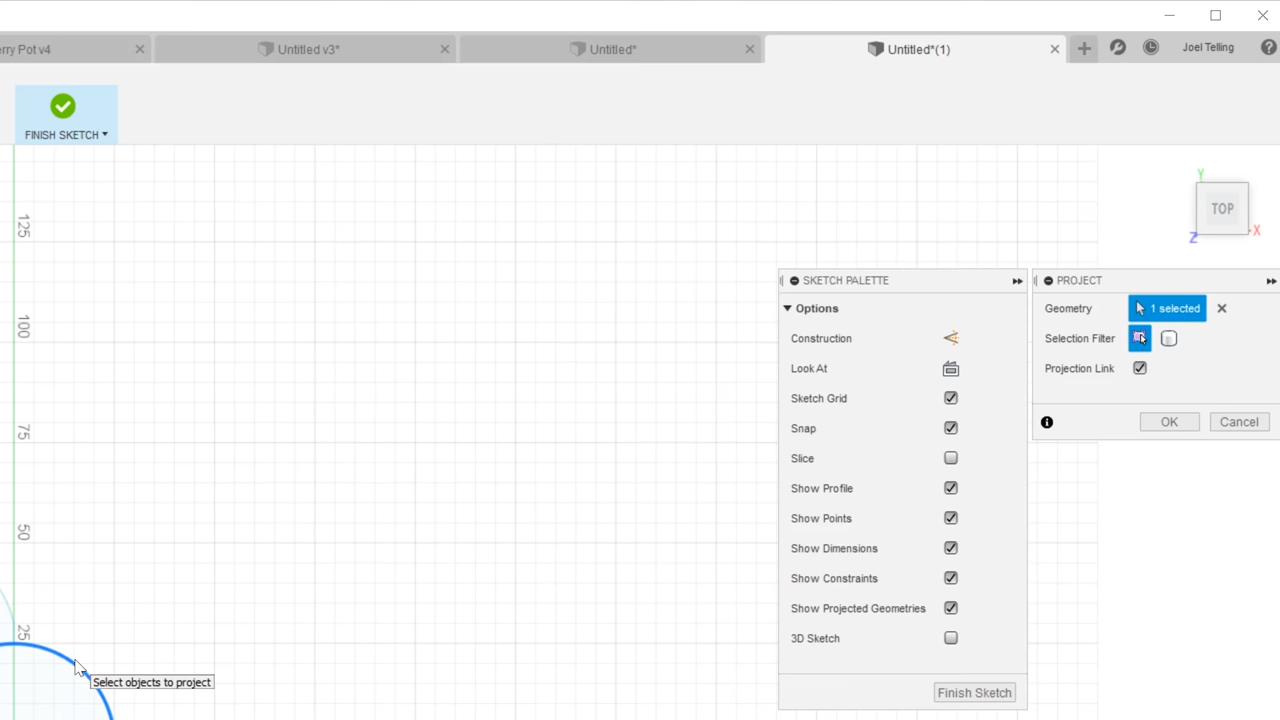 erry Pot v4
Untitled v3*
Untitled*
Untitled*(1)
Joel Telling
FINISH SKETCH
125
100
75
50
25
Select objects to project
Y
TOP
X
Z
SKETCH PALETTE
Options
Construction
Look At
Sketch Grid
Snap
Slice
Show Profile
Show Points
Show Dimensions
Show Constraints
Show Projected Geometries
3D Sketch
Finish Sketch
PROJECT
Geometry 1 selected
Selection Filter
Projection Link
OK Cancel